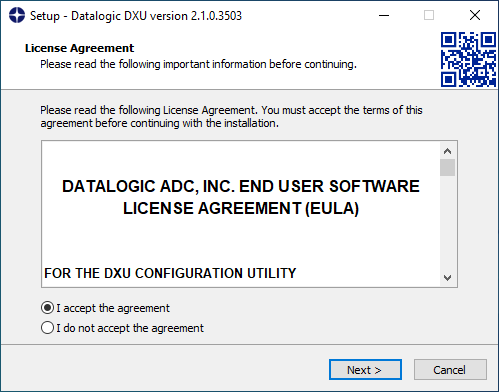 Setup - Datalogic DXU version 2.1.0.3503
License Agreement
Please read the following important information before continuing.
Please read the following License Agreement. You must accept the terms of this
agreement before continuing with the installation.
DATALOGIC ADC, INC. END USER SOFTWARE
LICENSE AGREEMENT (EULA)
FOR THE DXU CONFIGURATION UTILITY
I accept the agreement
I do not accept the agreement
Next >
Cancel